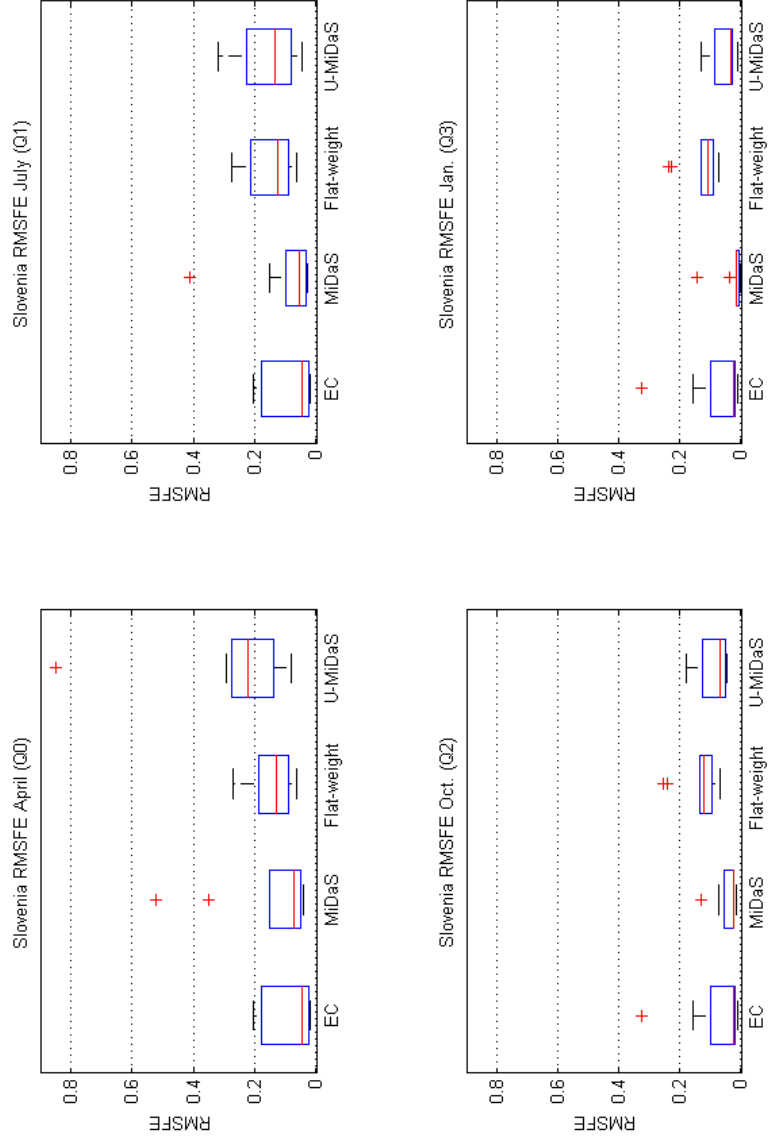 Slovenia RMSFE April (Q0)
RMSFE
0.8
0.6
0.4
0.2
0
EC
MiDaS
Flat-weight
U-MiDaS
Slovenia RMSFE July (Q1)
RMSFE
0.8
0.6
0.4
0.2
0
EC
MiDaS
Flat-weight
U-MiDaS
Slovenia RMSFE Oct. (Q2)
RMSFE
0.8
0.6
0.4
0.2
0
EC
MiDaS
Flat-weight
U-MiDaS
Slovenia RMSFE Jan. (Q3)
RMSFE
0.8
0.6
0.4
0.2
0
EC
MiDaS
Flat-weight
U-MiDaS